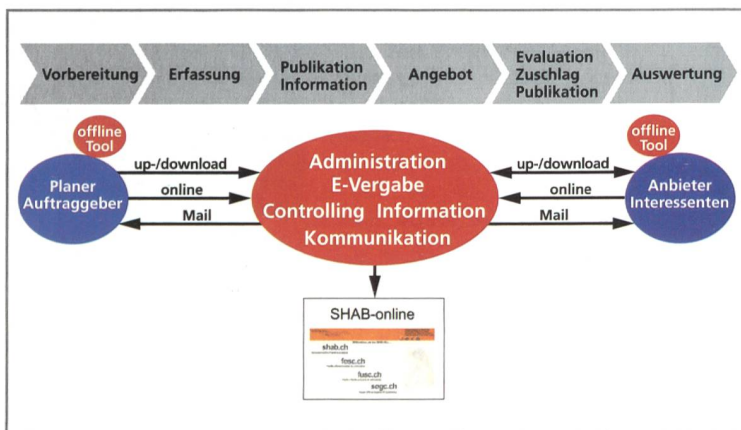 Vorbereitung
Erfassung
Publikation
Information
Angebot
Evaluation
Zuschlag
Publikation
Auswertung
offline
Tool
Planer
Auftraggeber
up-/download
online
Mail
Administration
E-Vergabe
Controlling Information
Kommunikation
up-/download
online
Mail
offline
Tool
Anbieter
Interessenten
SHAB-online
shab.ch
fosc.ch
fusc.ch
sogc.ch